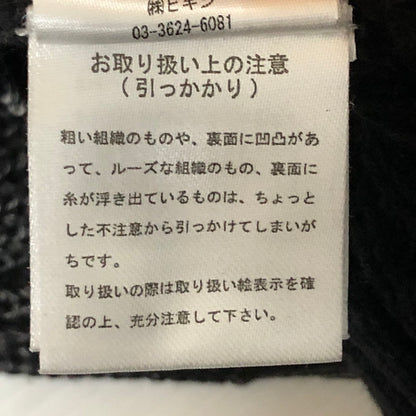 ㈱ビギン
03-3624-6081
お取り扱い上の注意
(引っかかり)
粗い組織のものや、裏面に凹凸があ
って、ルーズな組織のもの、裏面に
糸が浮き出ているものは、ちょっと
した不注意から引っかけてしまいが
ちです。
取り扱いの際は取り扱い絵表示を確
認の上、充分注意して下さい。